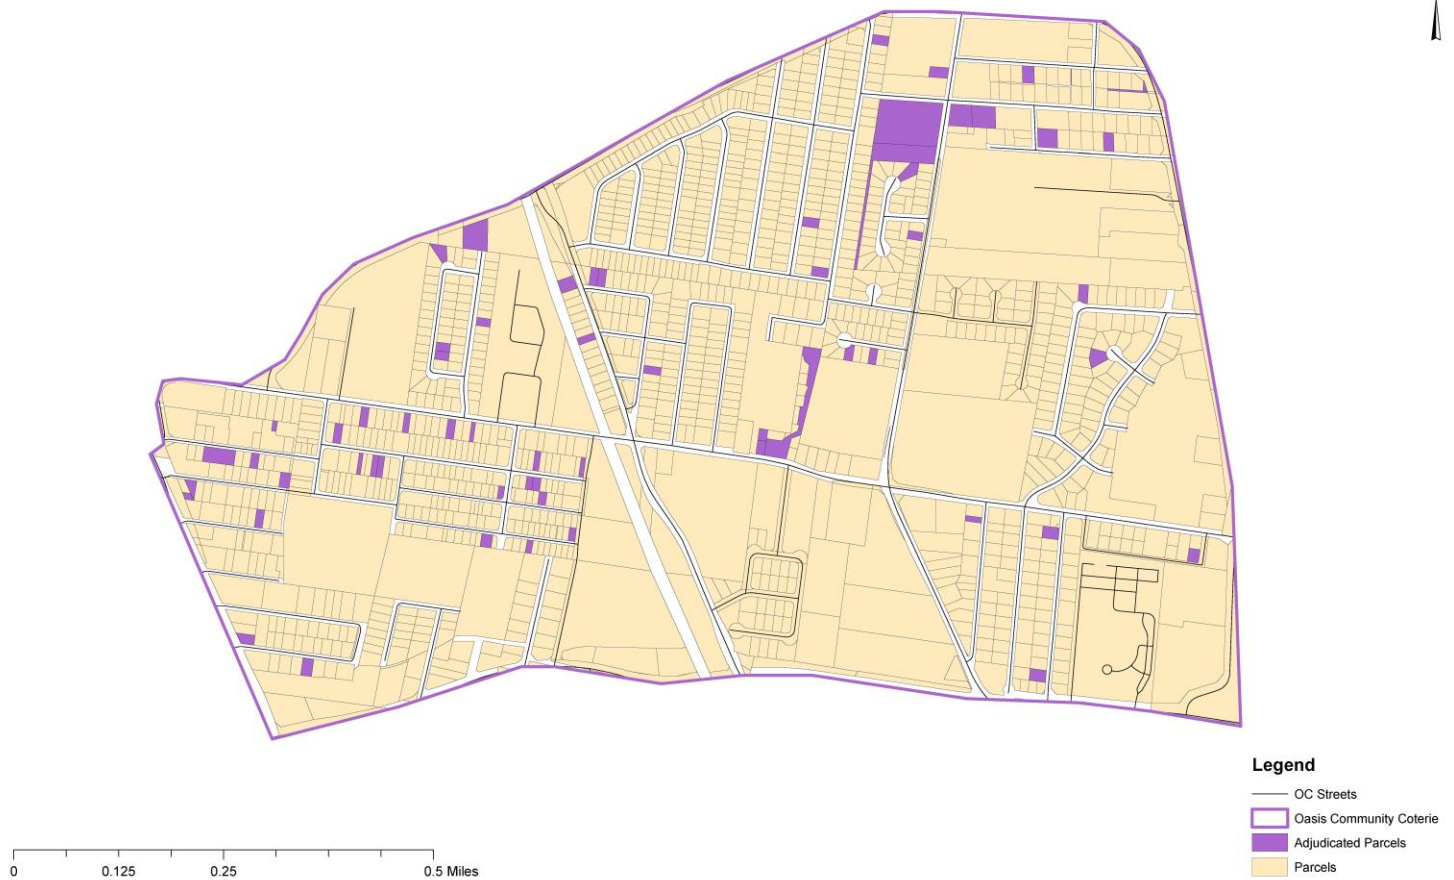 Legend
OC Streets
Oasis Community Coterie
Adjudicated Parcels
Parcels
0 0.125 0.25 0.5 Miles